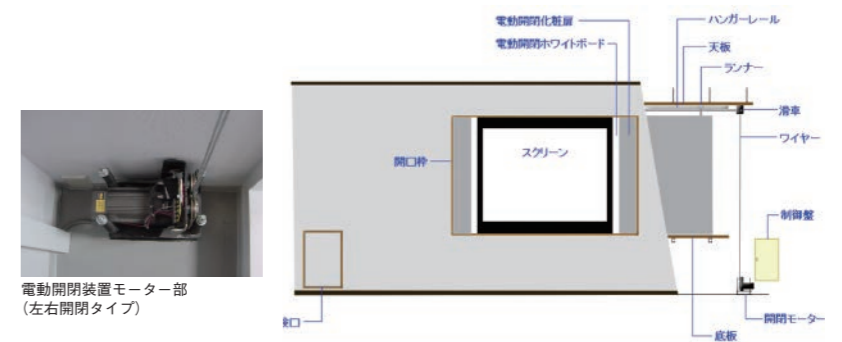 電動開閉化粧扉
電動開閉ホワイトボード
ハンガーレール
天板
ランナー
滑車
ワイヤー
スクリーン
開口枠
制御盤
電動開閉装置モーター部
（左右開閉タイプ）
検口
開閉モーター
底板